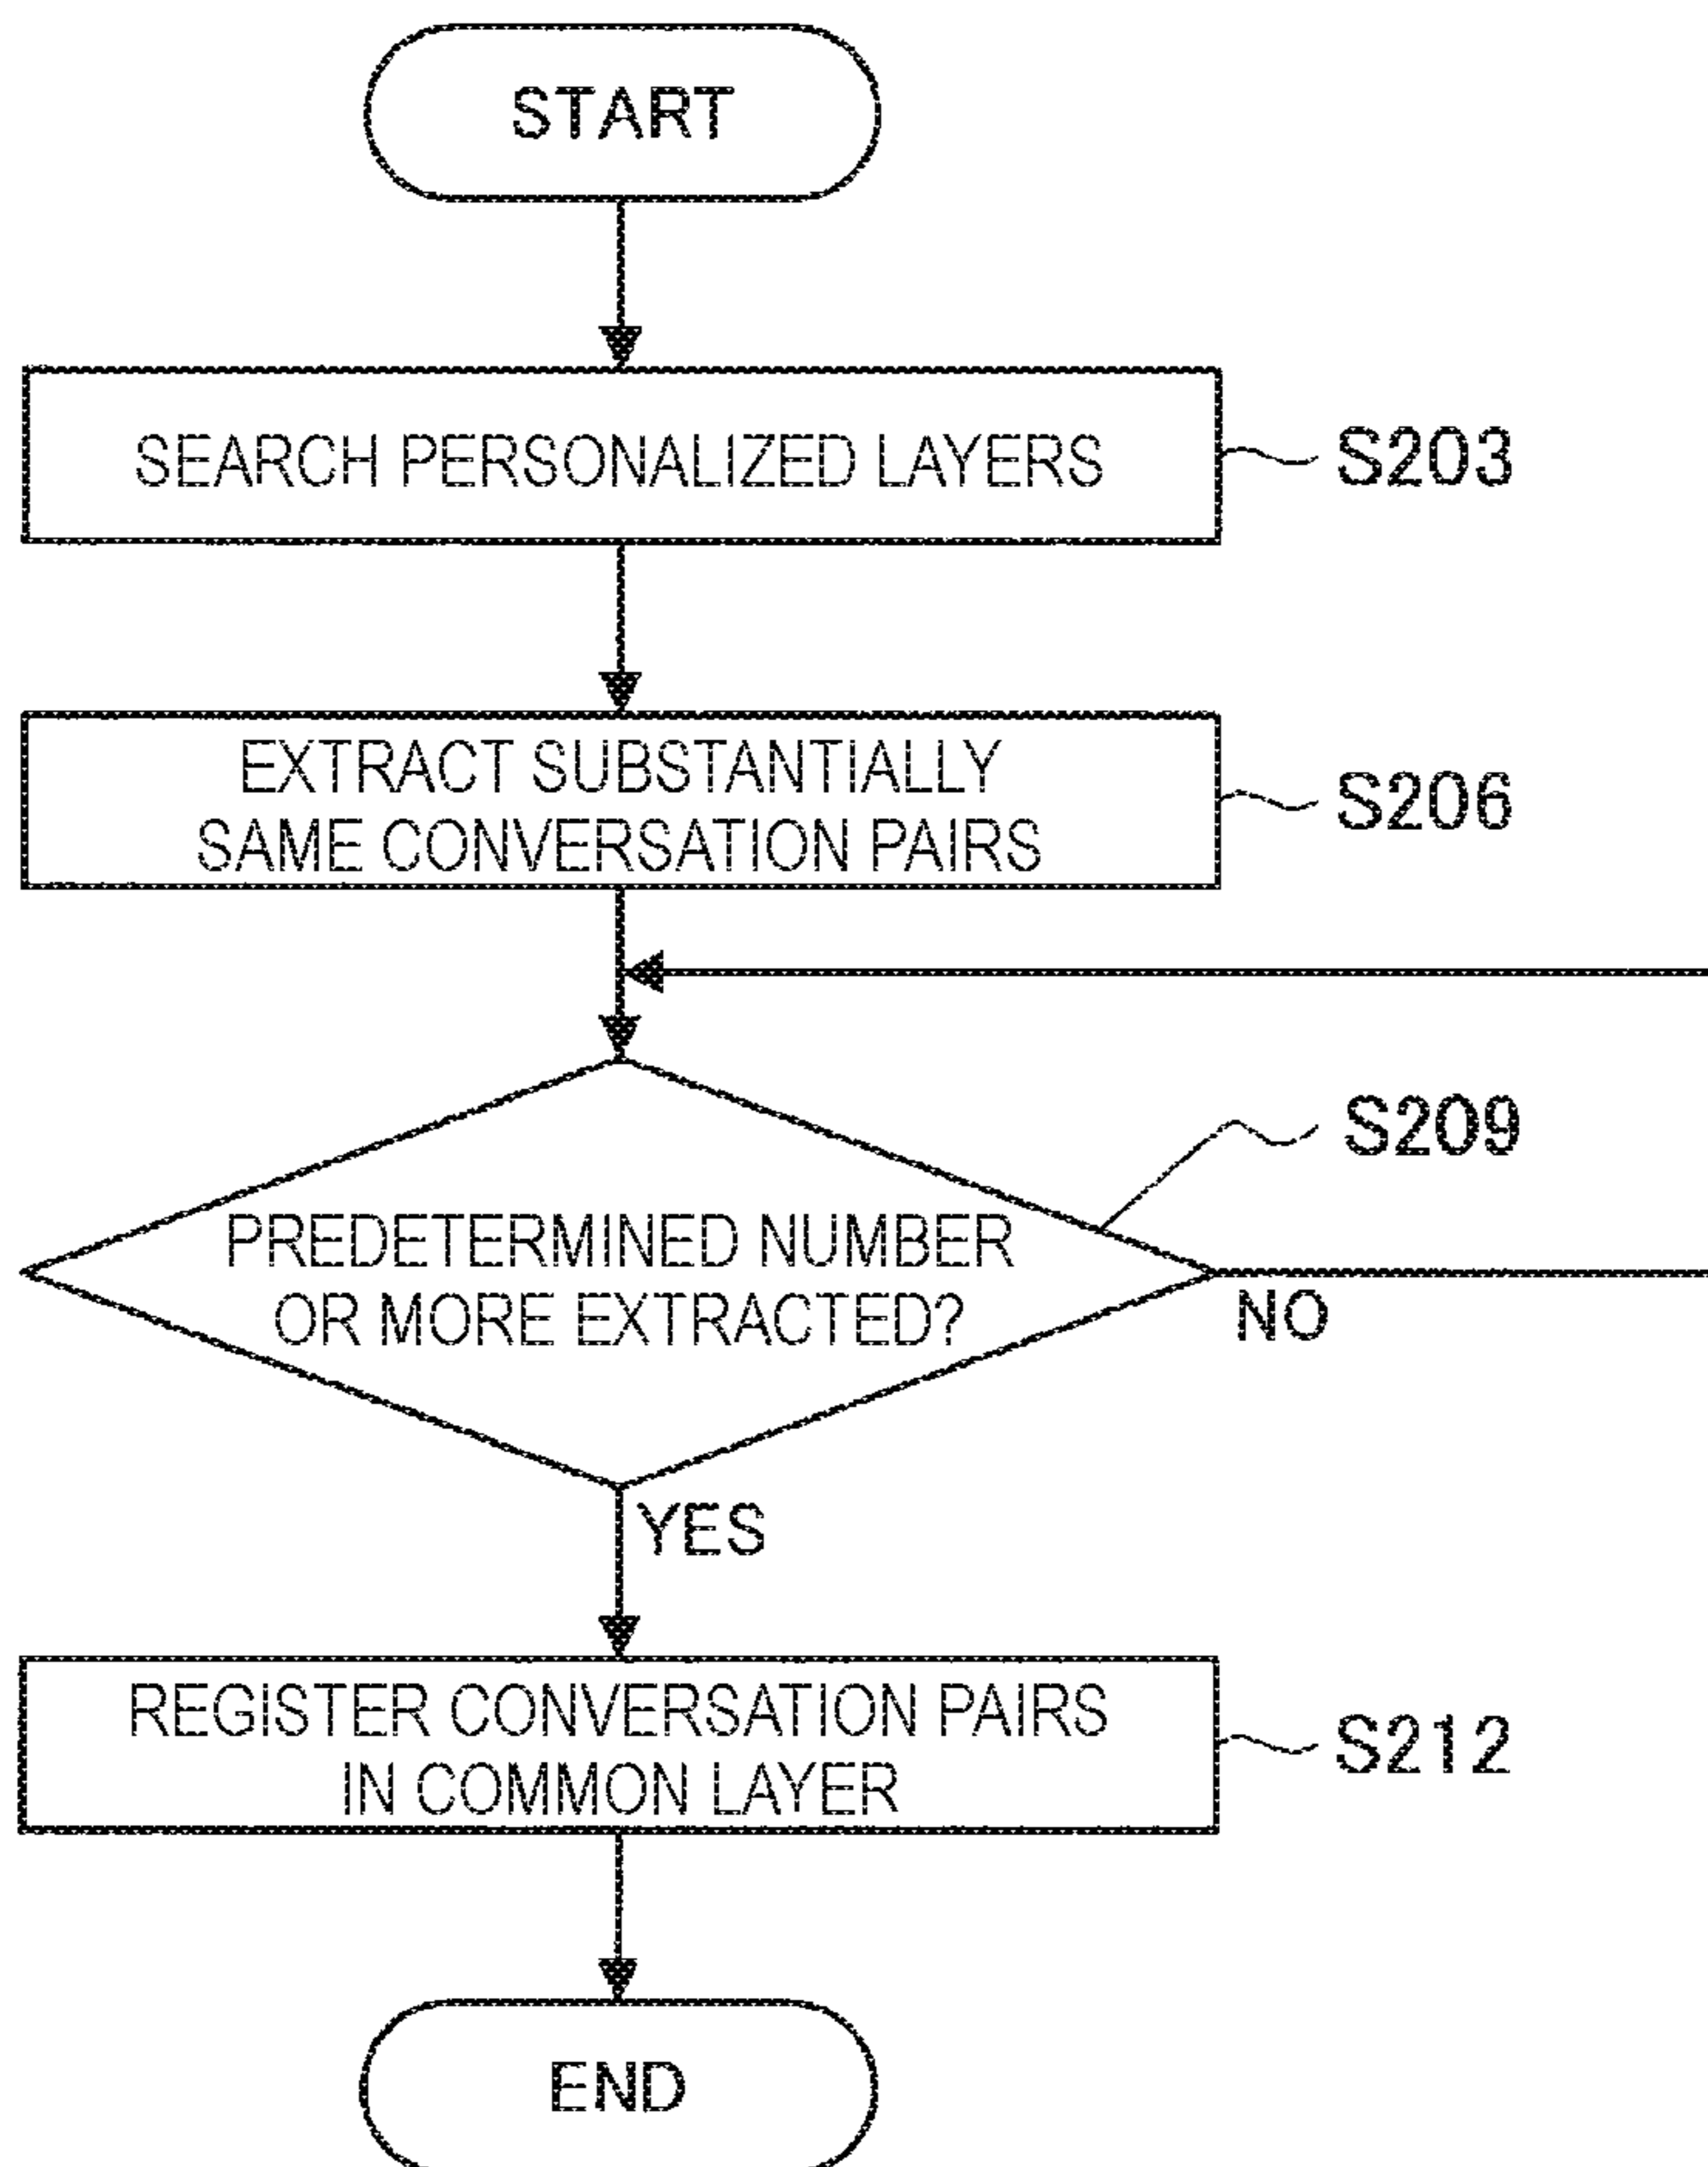 START
SEARCH PERSONALIZED LAYERS
S203
EXTRACT SUBSTANTIALLY
SAME CONVERSATION PAIRS
S206
S209
PREDETERMINED NUMBER
OR MORE EXTRACTED?
NO
YES
REGISTER CONVERSATION PAIRS
IN COMMON LAYER
S212
END